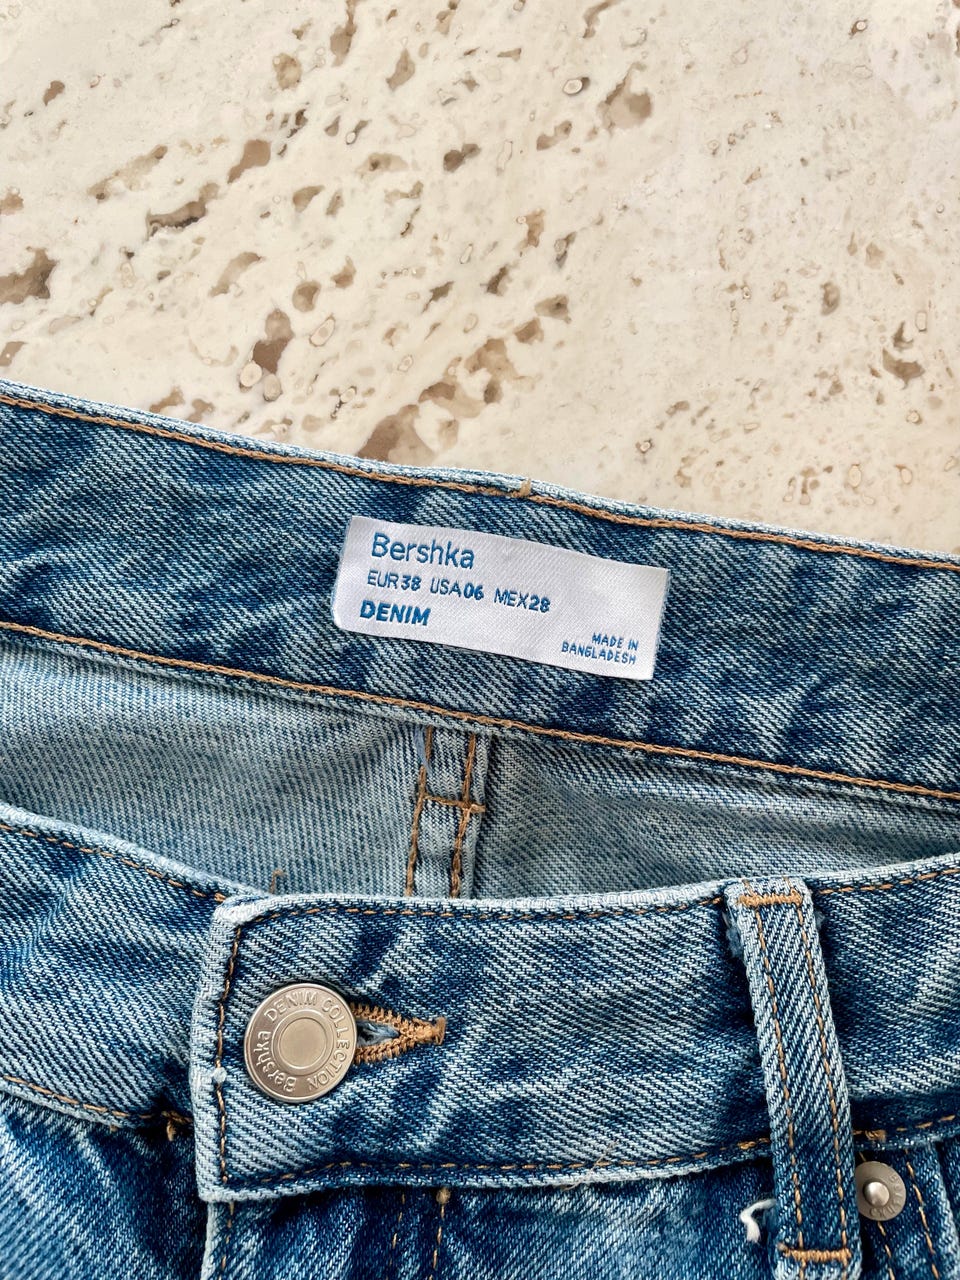 Bershka
EUR38 USA06 MEX28
DENIM
MADE IN
BANGLADESH
Bershka DENIM COLLECTION